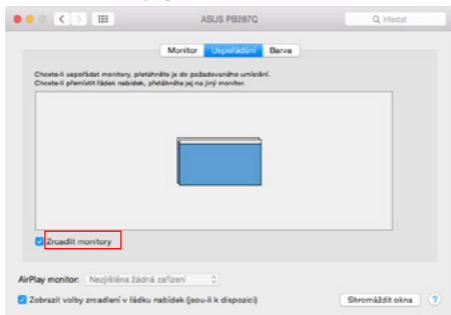 ASUS PB287Q
Hledat
Monitor Uspořádání Barva
Chcete-li uspořádat monitory, přetáhněte je do požadovaného umístění.
Chcete-li přemístit řádek nabídek, přetáhněte jej na jiný monitor.
Zrcadlit monitory
AirPlay monitor: Nezjištěna žádná zařízení
Zobrazit volby zrcadlení v řádku nabídek (jsou-li k dispozici)
Shromáždit okna ?